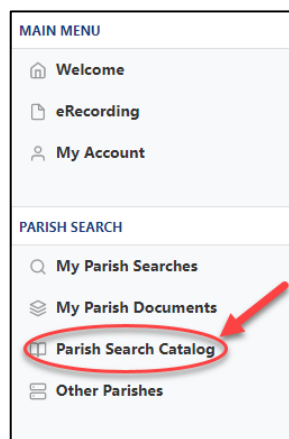 MAIN MENU
Welcome
eRecording
My Account
PARISH SEARCH
My Parish Searches
My Parish Documents
Parish Search Catalog
Other Parishes